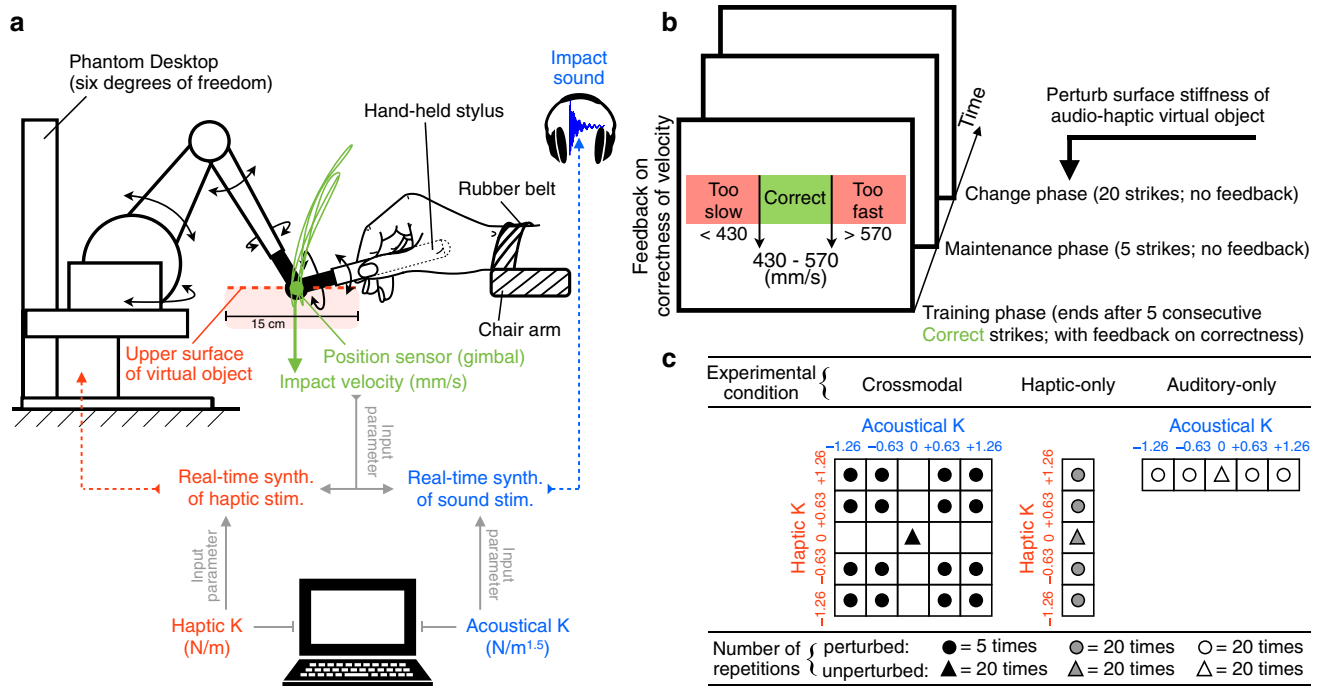 a
Phantom Desktop
(six degrees of freedom)
Impact
sound
Hand-held stylus
Rubber belt
Chair arm
15 cm
Upper surface
of virtual object
Position sensor (gimbal)
Impact velocity (mm/s)
Input
parameter
Real-time synth.
of haptic stim.
Real-time synth.
of sound stim.
Input
parameter
Input
parameter
Haptic K
(N/m)
Acoustical K
(N/m1.5)
b
Feedback on
correctness of velocity
Too
slow
Correct
Too
fast
< 430
> 570
430 - 570
(mm/s)
Time
Perturb surface stiffness of
audio-haptic virtual object
Change phase (20 strikes; no feedback)
Maintenance phase (5 strikes; no feedback)
Training phase (ends after 5 consecutive
Correct strikes; with feedback on correctness)
c
Experimental
condition
{
Crossmodal
Haptic-only
Auditory-only
Acoustical K
−1.26 −0.63 0 +0.63 +1.26
Haptic K
−1.26 −0.63 0 +0.63 +1.26
Haptic K
−1.26 −0.63 0 +0.63 +1.26
Acoustical K
−1.26 −0.63 0 +0.63 +1.26
Number of
repetitions
{
perturbed: ● = 5 times ● = 20 times ○ = 20 times
unperturbed: ▲ = 20 times ▲ = 20 times △ = 20 times